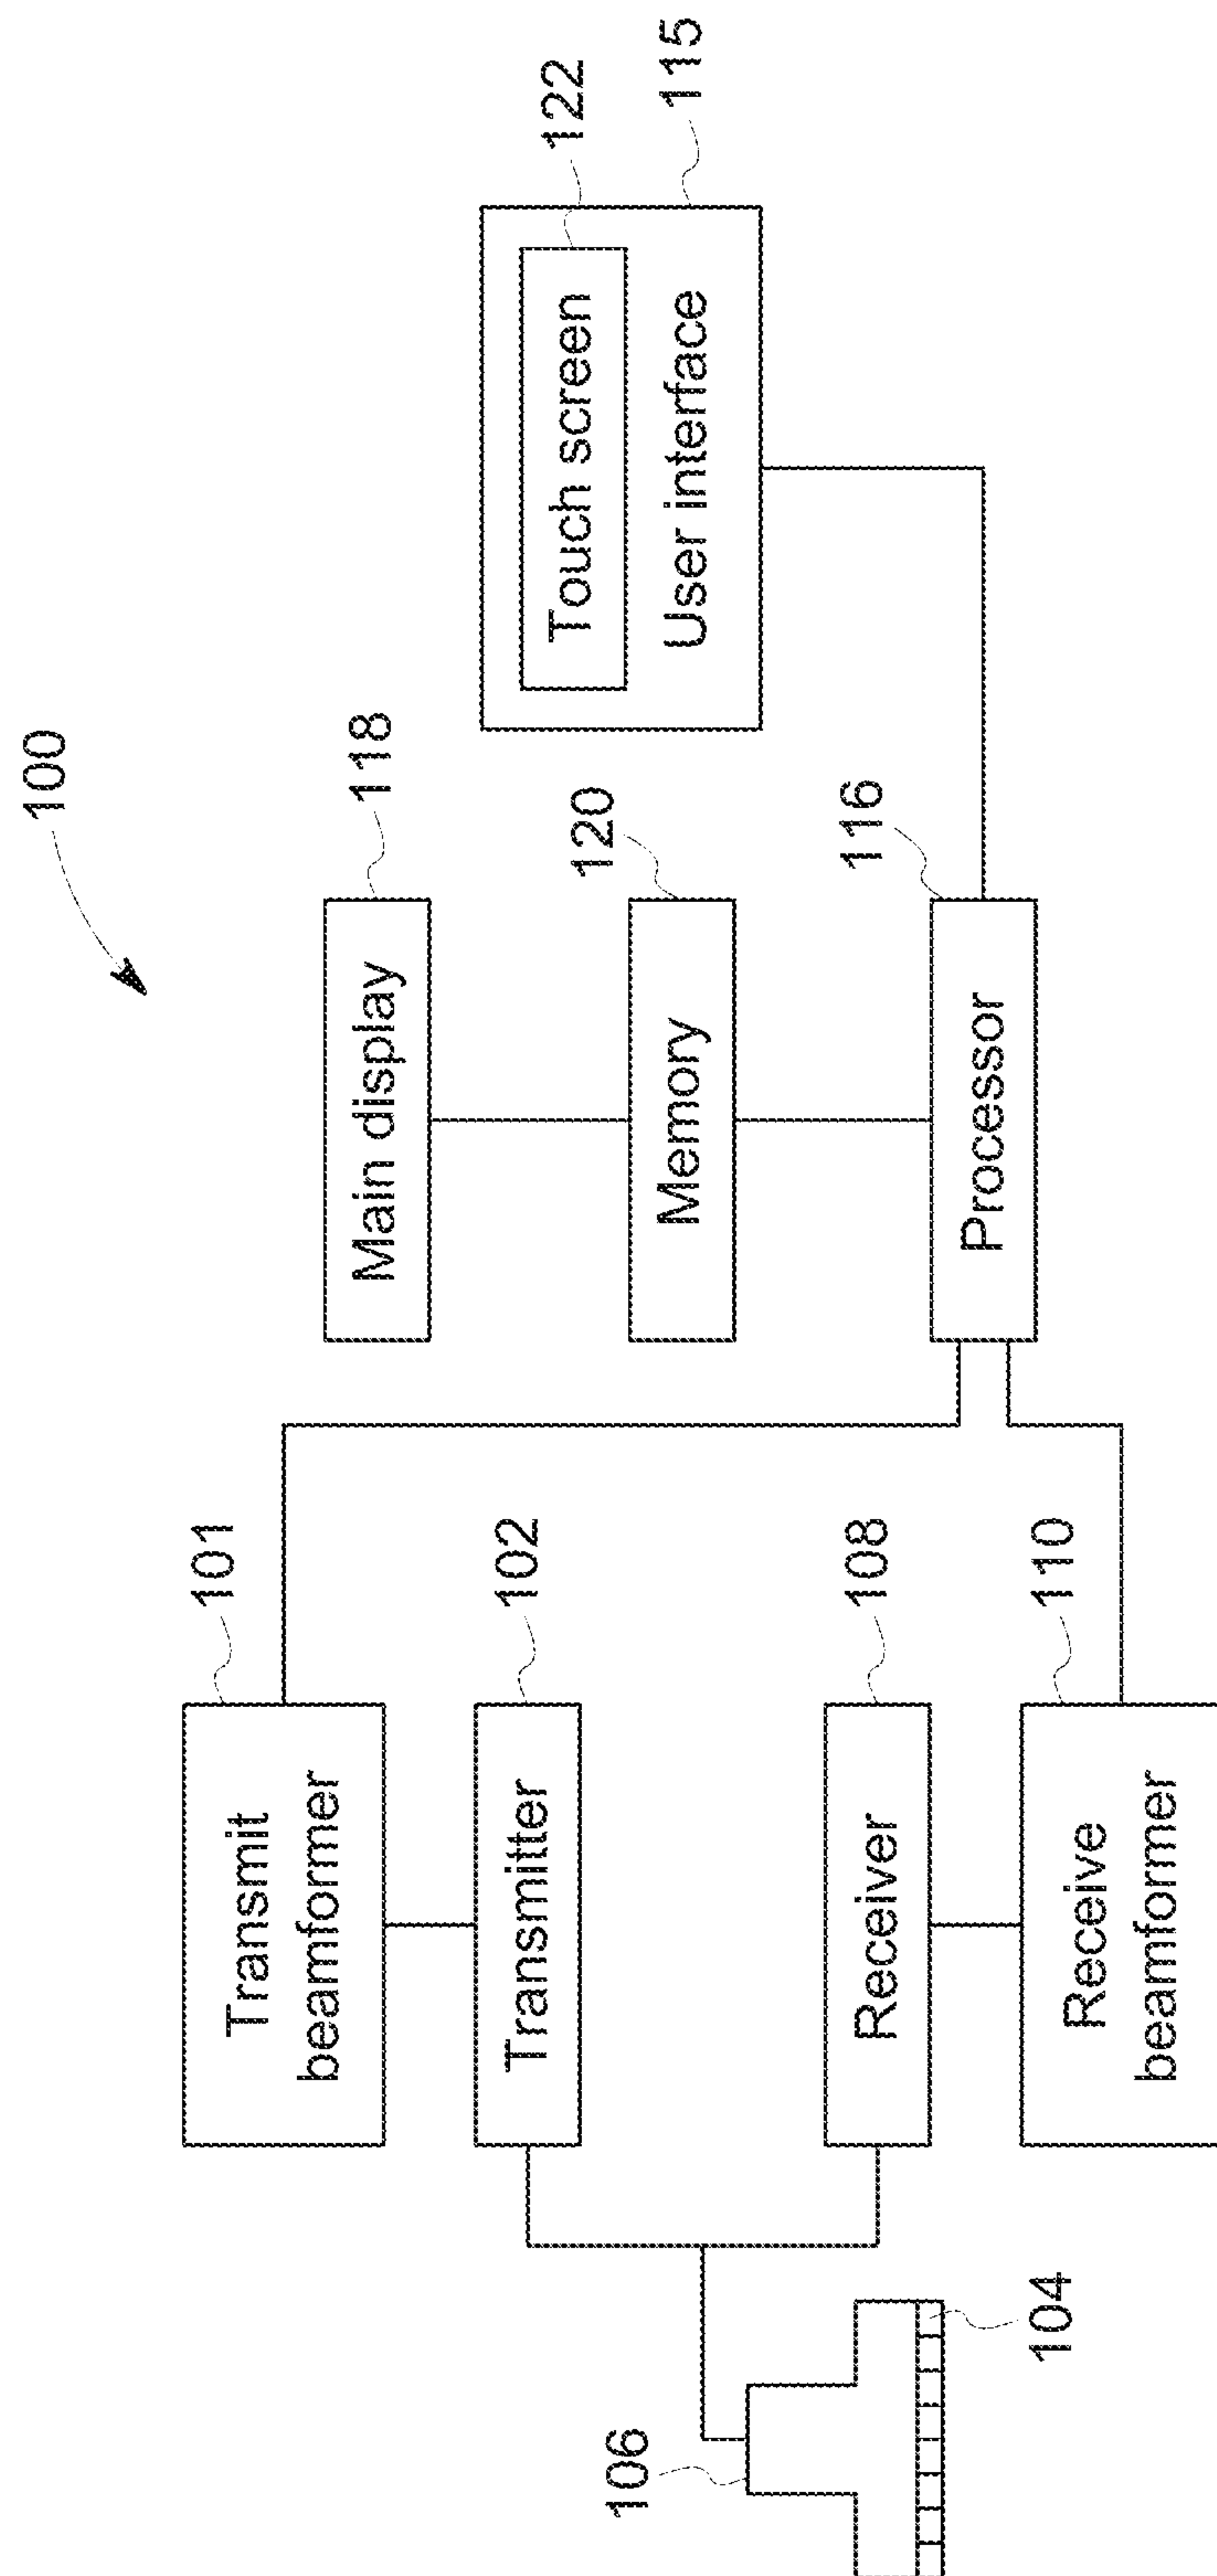 100
101
Transmit
beamformer
102
Transmitter
106
104
108
Receiver
110
Receive
beamformer
118
Main display
120
Memory
116
Processor
122
Touch screen
User interface
115